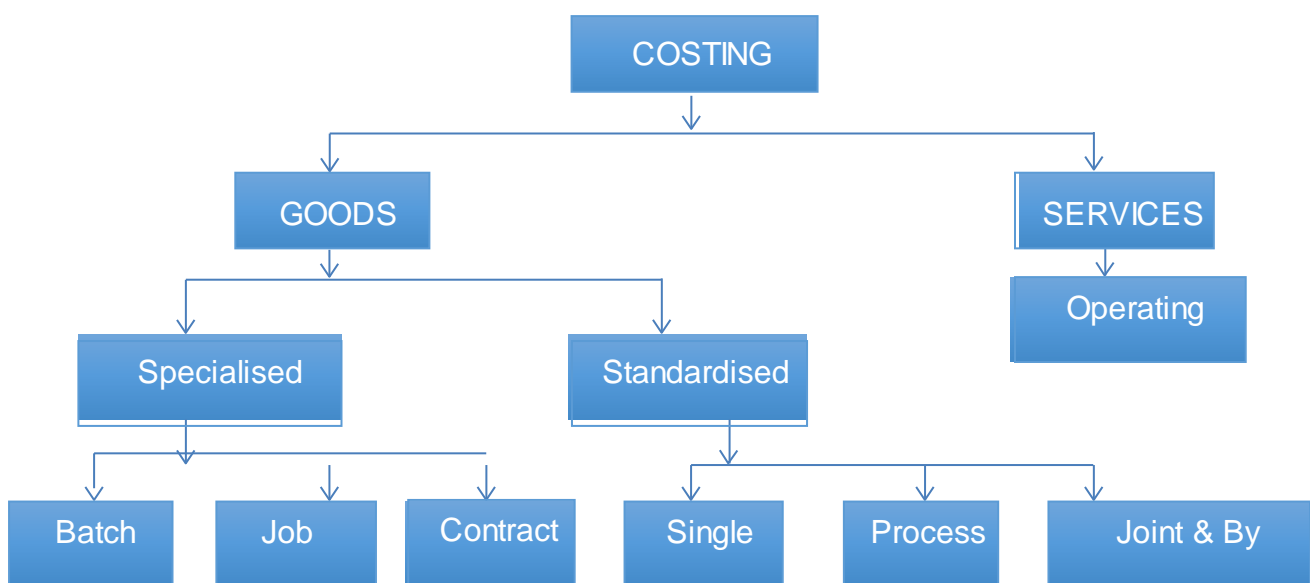 COSTING
GOODS
SERVICES
Operating
Specialised
Standardised
Batch
Job
Contract
Single
Process
Joint & By